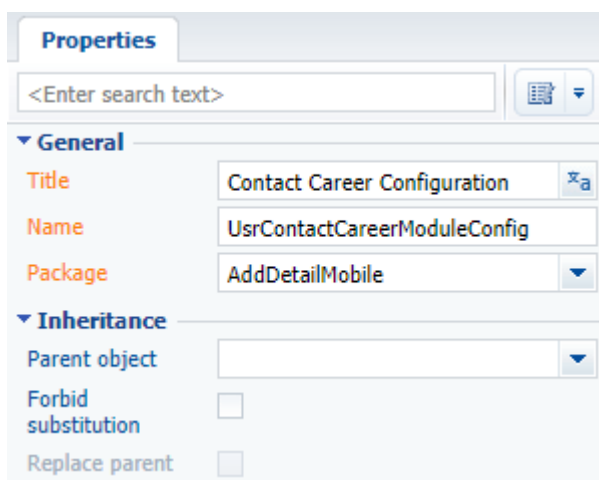 Properties
<Enter search text>
General
Title Contact Career Configuration
Name UsrContactCareerModuleConfig
Package AddDetailMobile
Inheritance
Parent object
Forbid
substitution
Replace parent